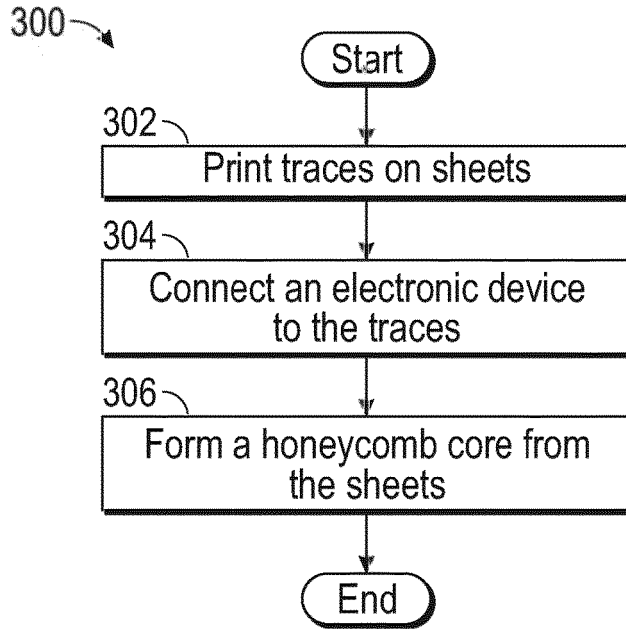 300
Start
302
Print traces on sheets
304
Connect an electronic device
to the traces
306
Form a honeycomb core from
the sheets
End